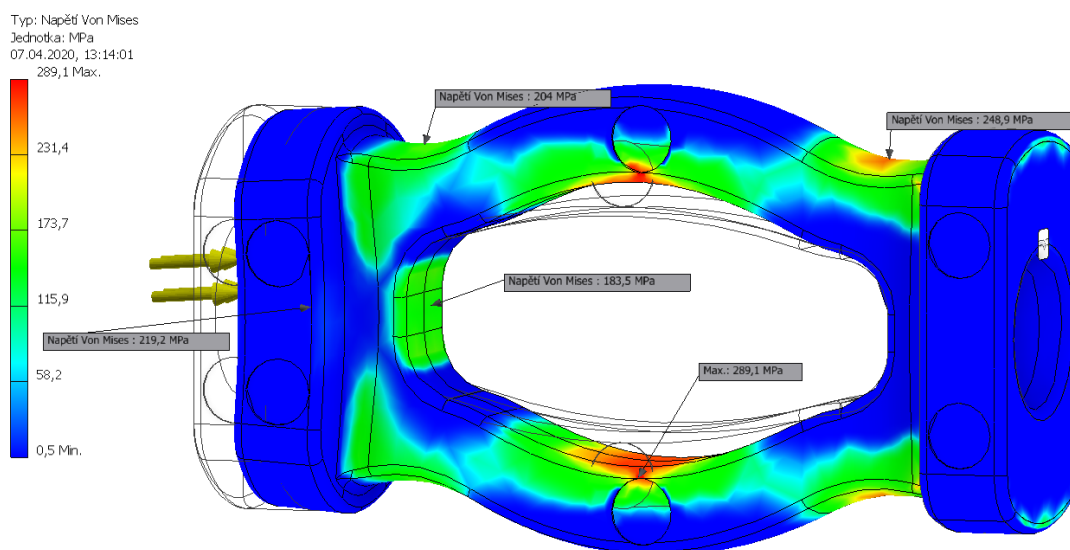 Typ: Napětí Von Mises
Jednotka: MPa
07.04.2020, 13:14:01
289,1 Max.
Napětí Von Mises : 204 MPa
Napětí Von Mises : 248,9 MPa
231,4
173,7
Napětí Von Mises : 183,5 MPa
115,9
Napětí Von Mises : 219,2 MPa
Max.: 289,1 MPa
58,2
0,5 Min.